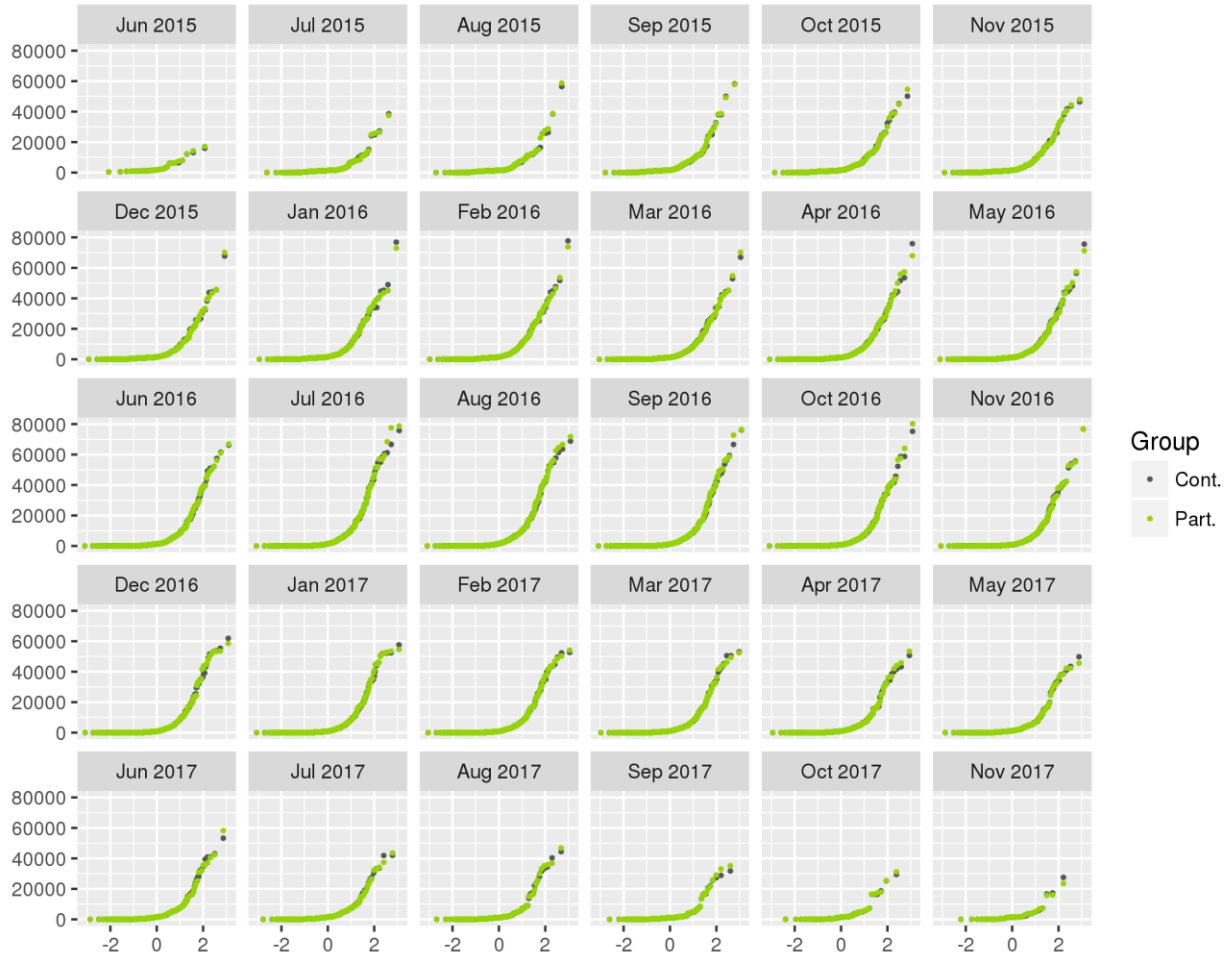 Jun 2015 Jul 2015 Aug 2015 Sep 2015 Oct 2015 Nov 2015
80000
60000
40000
20000
0
Dec 2015 Jan 2016 Feb 2016 Mar 2016 Apr 2016 May 2016
80000
60000
40000
20000
0
Jun 2016 Jul 2016 Aug 2016 Sep 2016 Oct 2016 Nov 2016
80000
60000
40000
20000
0
Group
Cont.
Part.
Dec 2016 Jan 2017 Feb 2017 Mar 2017 Apr 2017 May 2017
80000
60000
40000
20000
0
Jun 2017 Jul 2017 Aug 2017 Sep 2017 Oct 2017 Nov 2017
80000
60000
40000
20000
0
-2 0 2 -2 0 2 -2 0 2 -2 0 2 -2 0 2 -2 0 2